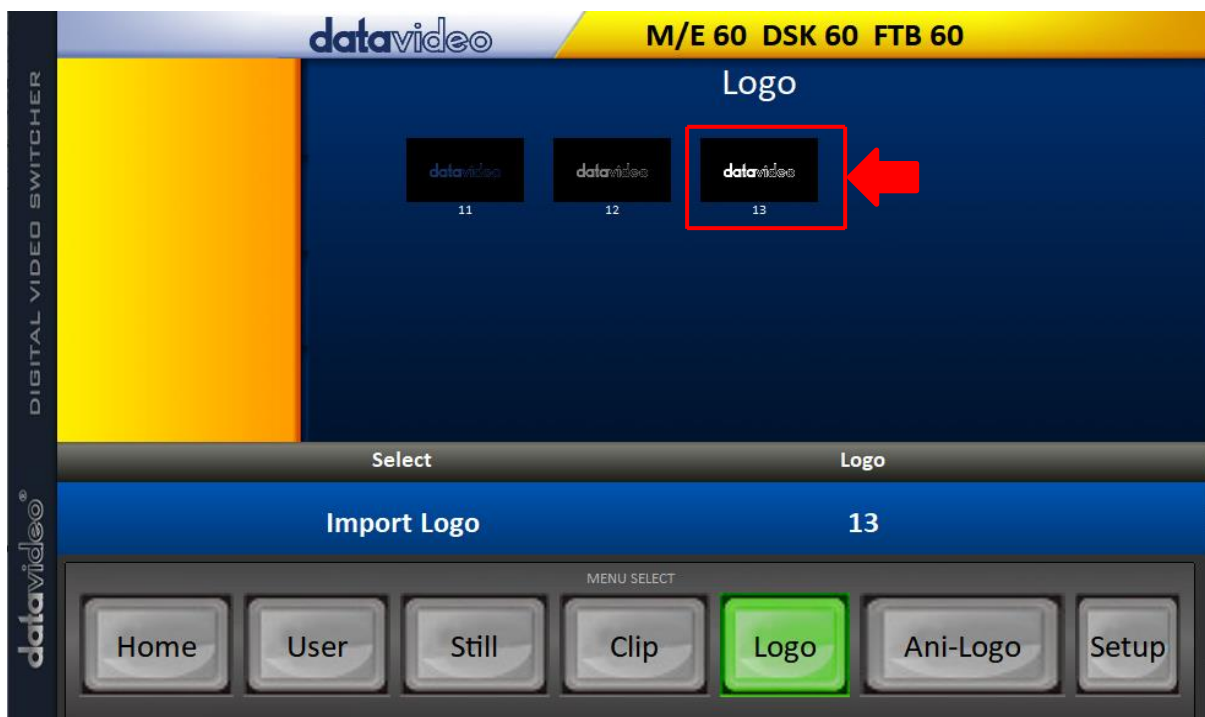 datavideo
M/E 60 DSK 60 FTB 60
Logo
datavideo
datavideo
datavideo
11
12
13
Select
Logo
Import Logo
13
MENU SELECT
Home
User
Still
Clip
Logo
Ani-Logo
Setup
DIGITAL VIDEO SWITCHER
datavideo®